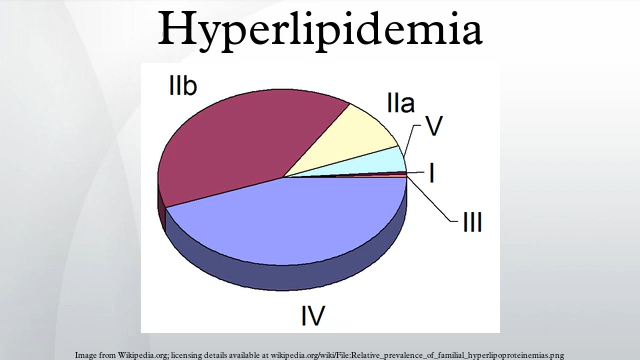 Hyperlipidemia
IIb
IIa
V
I
III
IV
Image from Wikipedia.org; licensing details available at wikipedia.org/wiki/File:Relative_prevalence_of_familial_hyperlipoproteinemias.png